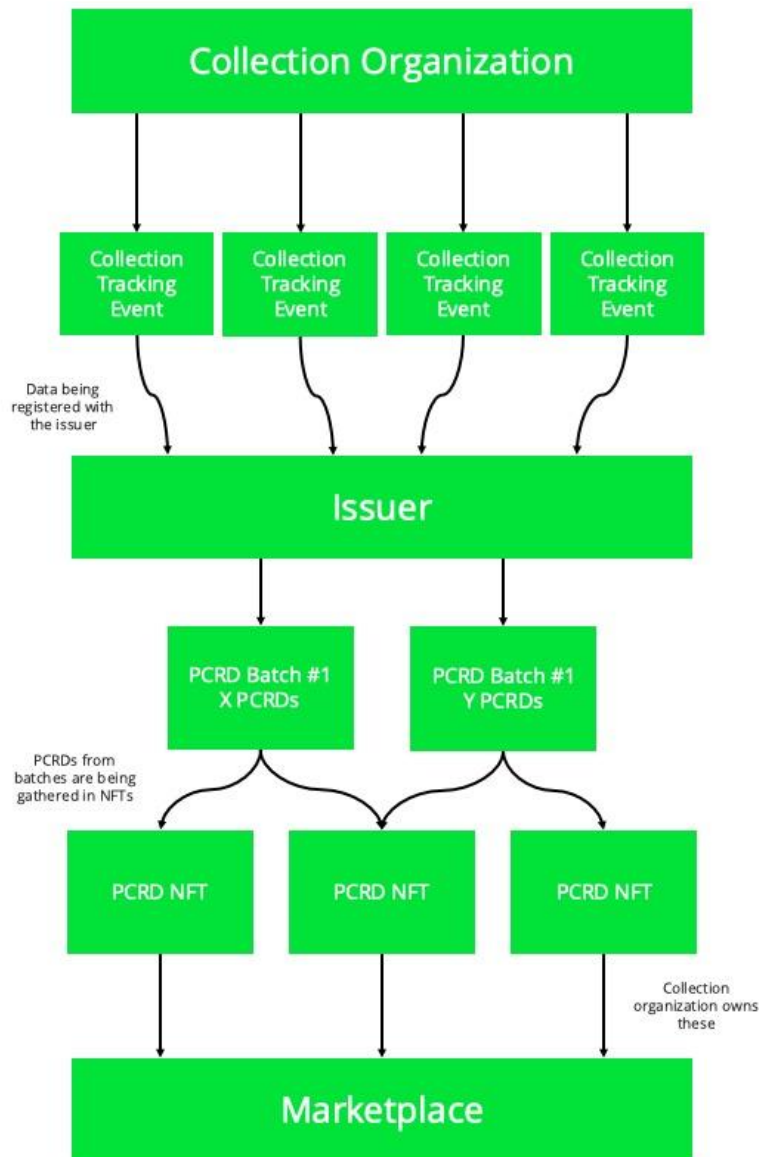 Collection Organization
Collection
Tracking
Event
Collection
Tracking
Event
Collection
Tracking
Event
Collection
Tracking
Event
Data being
registered with
the issuer
Issuer
PCRD Batch #1
X PCRDs
PCRD Batch #1
Y PCRDs
PCRDs from
batches are being
gathered in NFTs
PCRD NFT
PCRD NFT
PCRD NFT
Collection
organization owns
these
Marketplace